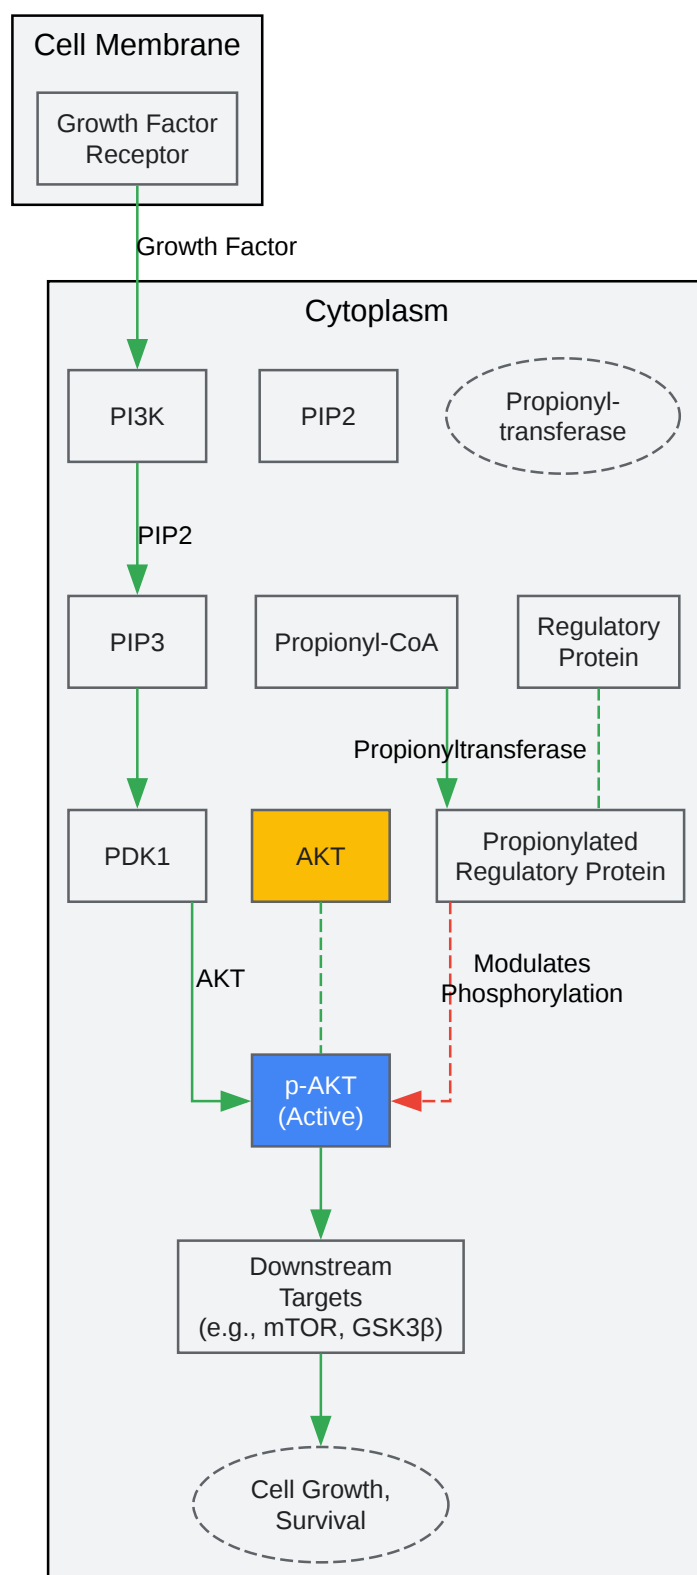 Cell Membrane
Growth Factor
Receptor
Growth Factor
Cytoplasm
PI3K
PIP2
Propionyl-
transferase
PIP2
PIP3
Propionyl-CoA
Regulatory
Protein
Propionyltransferase
PDK1
AKT
Propionylated
Regulatory Protein
AKT
Modulates
Phosphorylation
p-AKT
(Active)
Downstream
Targets
(e.g., mTOR, GSK3β)
Cell Growth,
Survival